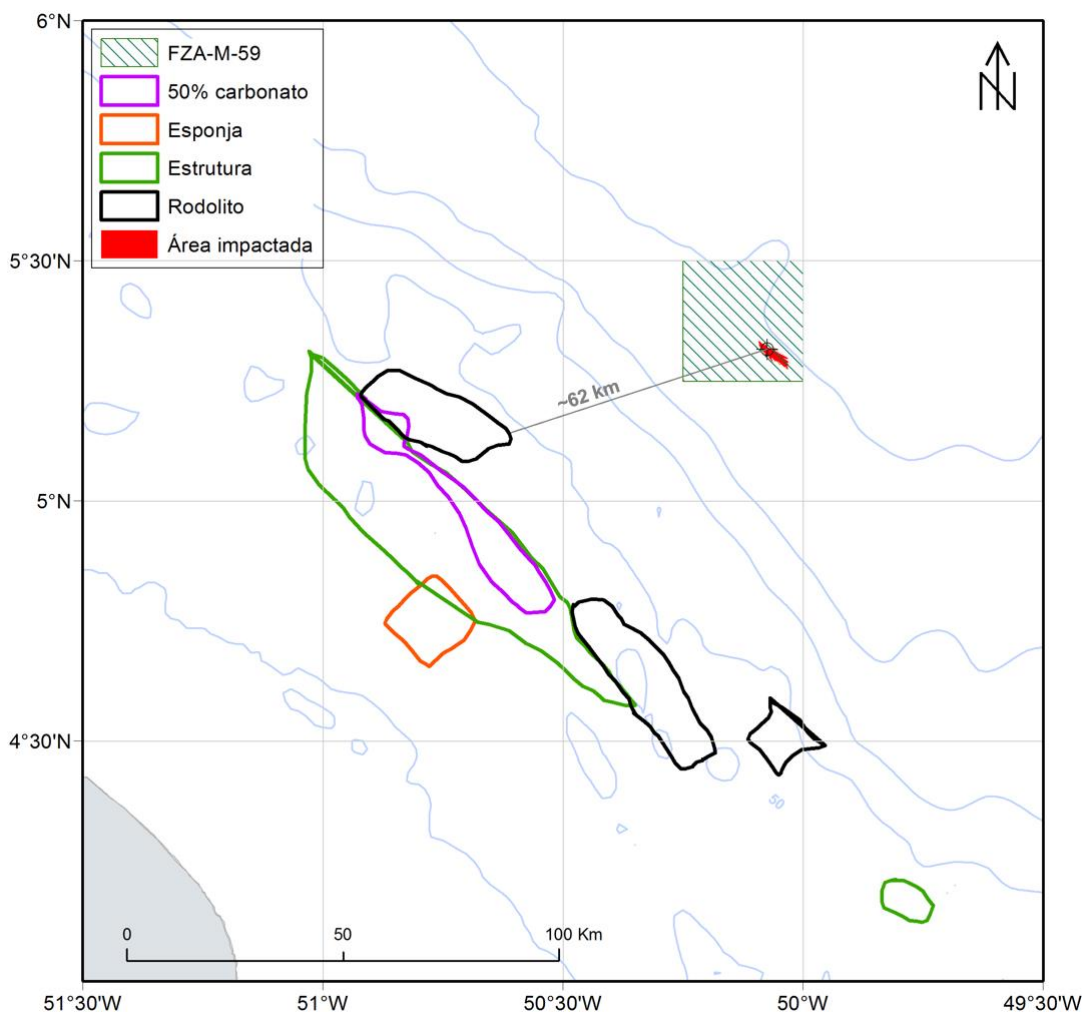 6°N
FZA-M-59
50% carbonato
Esponja
Estrutura
Rodolito
Área impactada
N
5°30'N
~62 km
5°N
4°30'N
50
0 50 100 Km
51°30'W 51°W 50°30'W 50°W 49°30'W